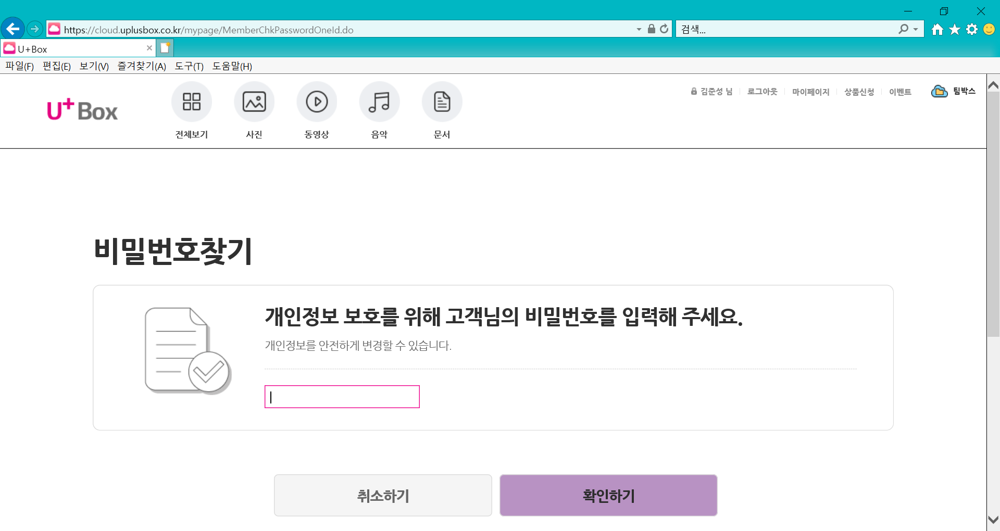 https://cloud.uplusbox.co.kr/mypage/MemberChkPasswordOneId.do
검색...
U+Box
파일(F) 편집(E) 보기(V) 즐겨찾기(A) 도구(T) 도움말(H)
김준성 님 로그아웃 마이페이지 상품신청 이벤트 팀박스
U+ Box
전체보기 사진 동영상 음악 문서
비밀번호찾기
개인정보 보호를 위해 고객님의 비밀번호를 입력해 주세요.
개인정보를 안전하게 변경할 수 있습니다.
취소하기 확인하기